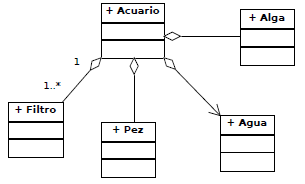 + Acuario
+ Alga
1
1..*
+ Filtro
+ Pez
+ Agua